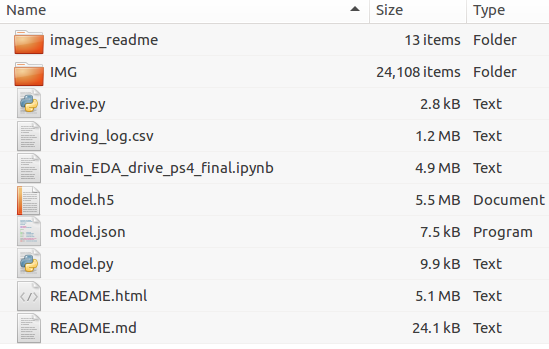 Name Size Type
images_readme 13 items Folder
IMG 24,108 items Folder
drive.py 2.8 kB Text
driving_log.csv 1.2 MB Text
main_EDA_drive_ps4_final.ipynb 4.9 MB Text
model.h5 5.5 MB Document
model.json 7.5 kB Program
model.py 9.9 kB Text
README.html 5.1 MB Text
README.md 24.1 kB Text